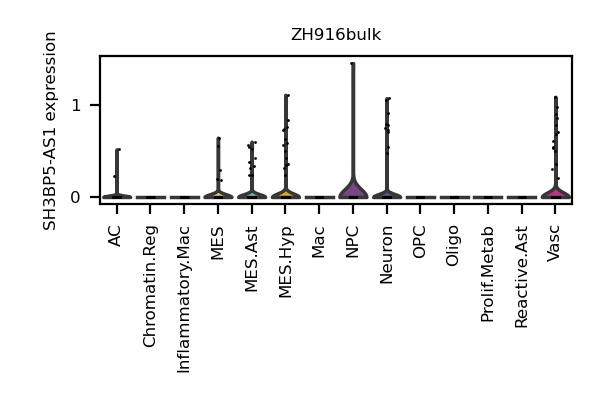 ZH916bulk
SH3BP5-AS1 expression
1
0
AC
Chromatin.Reg
Inflammatory.Mac
MES
MES.Ast
MES.Hyp
Mac
NPC
Neuron
OPC
Oligo
Prolif.Metab
Reactive.Ast
Vasc